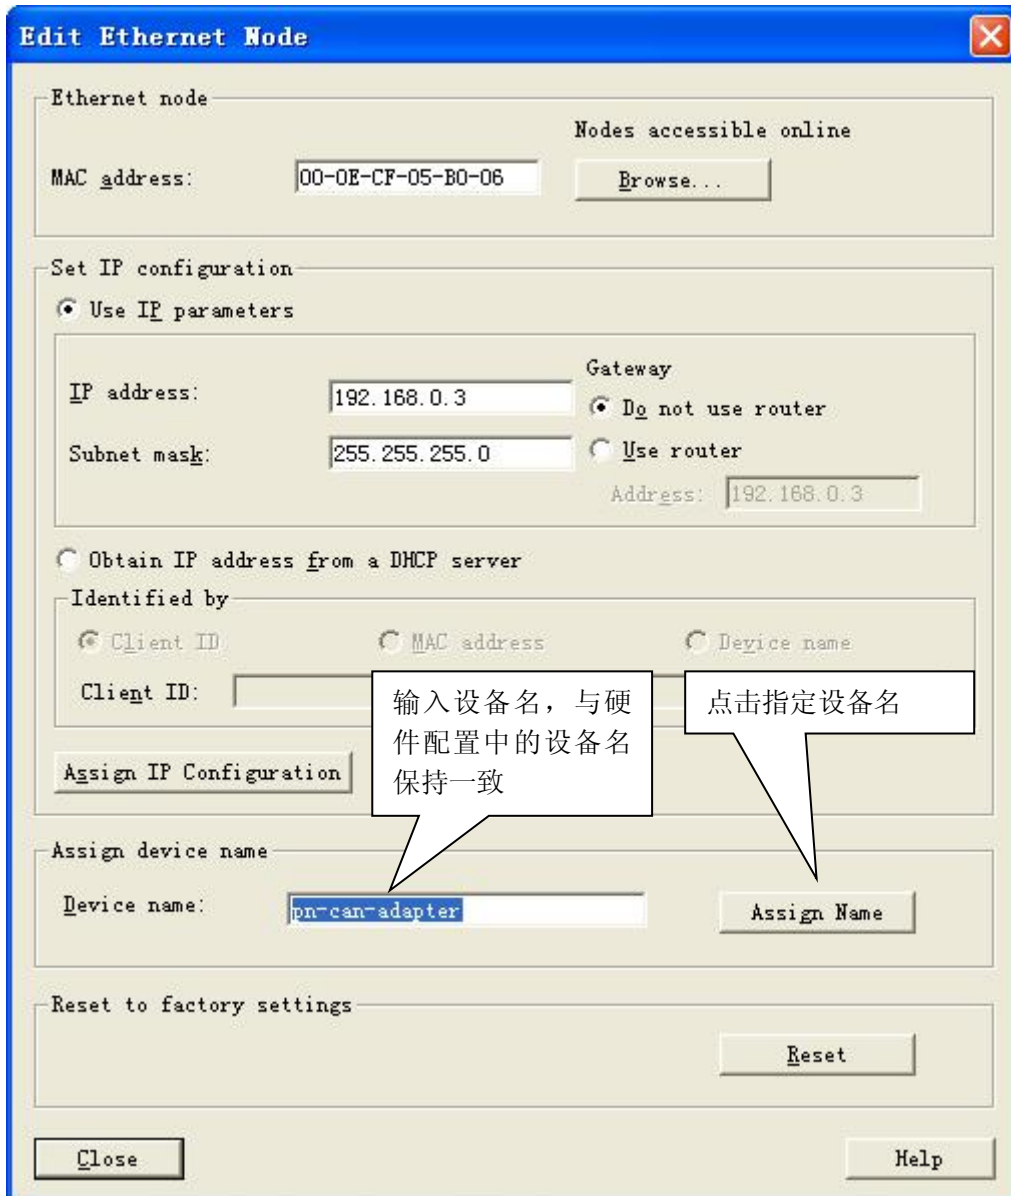 Edit Ethernet Node
Ethernet node
Nodes accessible online
MAC address:
00-0E-CF-05-B0-06
Browse...
Set IP configuration
Use IP parameters
Gateway
IP address:
192.168.0.3
Do not use router
Subnet mask:
255.255.255.0
Use router
Address:
192.168.0.3
Obtain IP address from a DHCP server
Identified by
Client ID
MAC address
Device name
Client ID:
输入设备名，与硬
件配置中的设备名
保持一致
点击指定设备名
Assign IP Configuration
Assign device name
Device name:
pn-can-adapter
Assign Name
Reset to factory settings
Reset
Close
Help